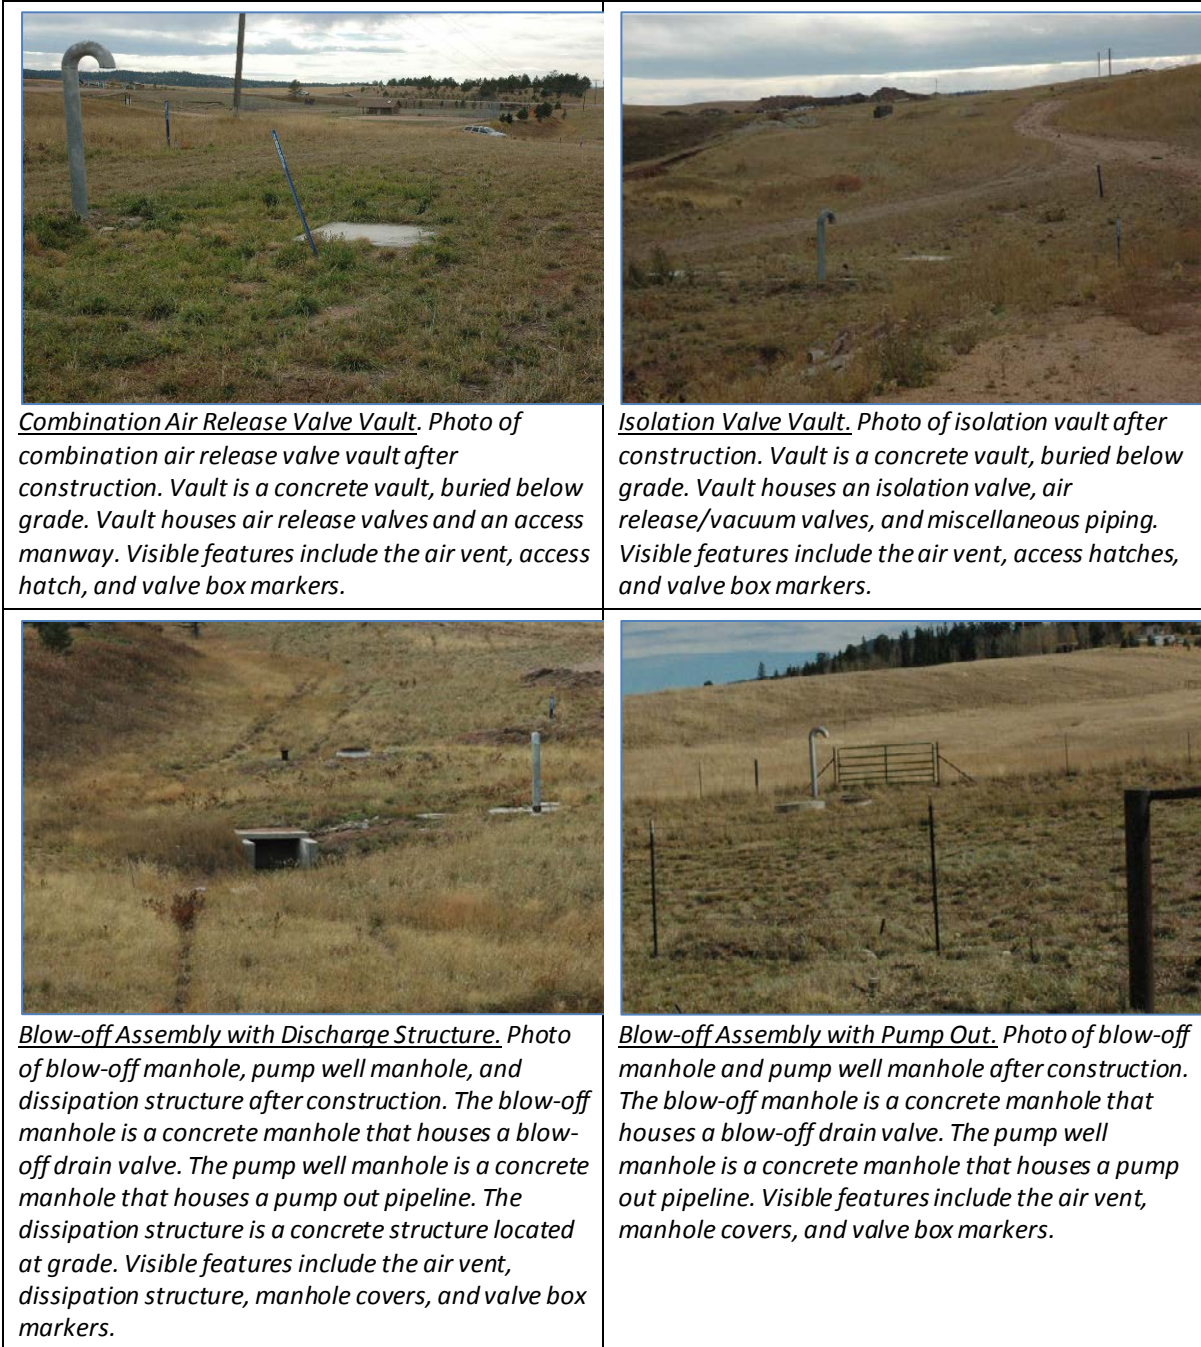 Combination Air Release Valve Vault. Photo of
combination air release valve vault after
construction. Vault is a concrete vault, buried below
grade. Vault houses air release valves and an access
manway. Visible features include the air vent, access
hatch, and valve box markers.
Isolation Valve Vault. Photo of isolation vault after
construction. Vault is a concrete vault, buried below
grade. Vault houses an isolation valve, air
release/vacuum valves, and miscellaneous piping.
Visible features include the air vent, access hatches,
and valve box markers.
Blow-off Assembly with Discharge Structure. Photo
of blow-off manhole, pump well manhole, and
dissipation structure after construction. The blow-off
manhole is a concrete manhole that houses a blow-
off drain valve. The pump well manhole is a concrete
manhole that houses a pump out pipeline. The
dissipation structure is a concrete structure located
at grade. Visible features include the air vent,
dissipation structure, manhole covers, and valve box
markers.
Blow-off Assembly with Pump Out. Photo of blow-off
manhole and pump well manhole after construction.
The blow-off manhole is a concrete manhole that
houses a blow-off drain valve. The pump well
manhole is a concrete manhole that houses a pump
out pipeline. Visible features include the air vent,
manhole covers, and valve box markers.